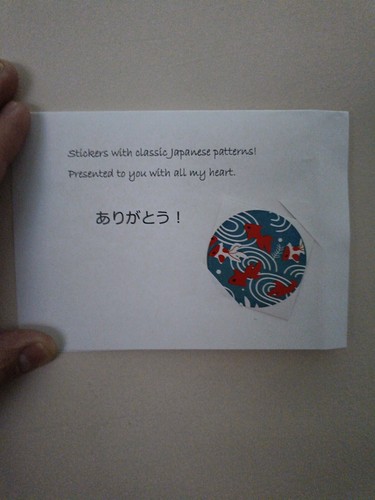 Stickers with classic Japanese patterns!
Presented to you with all my heart.
ありがとう！